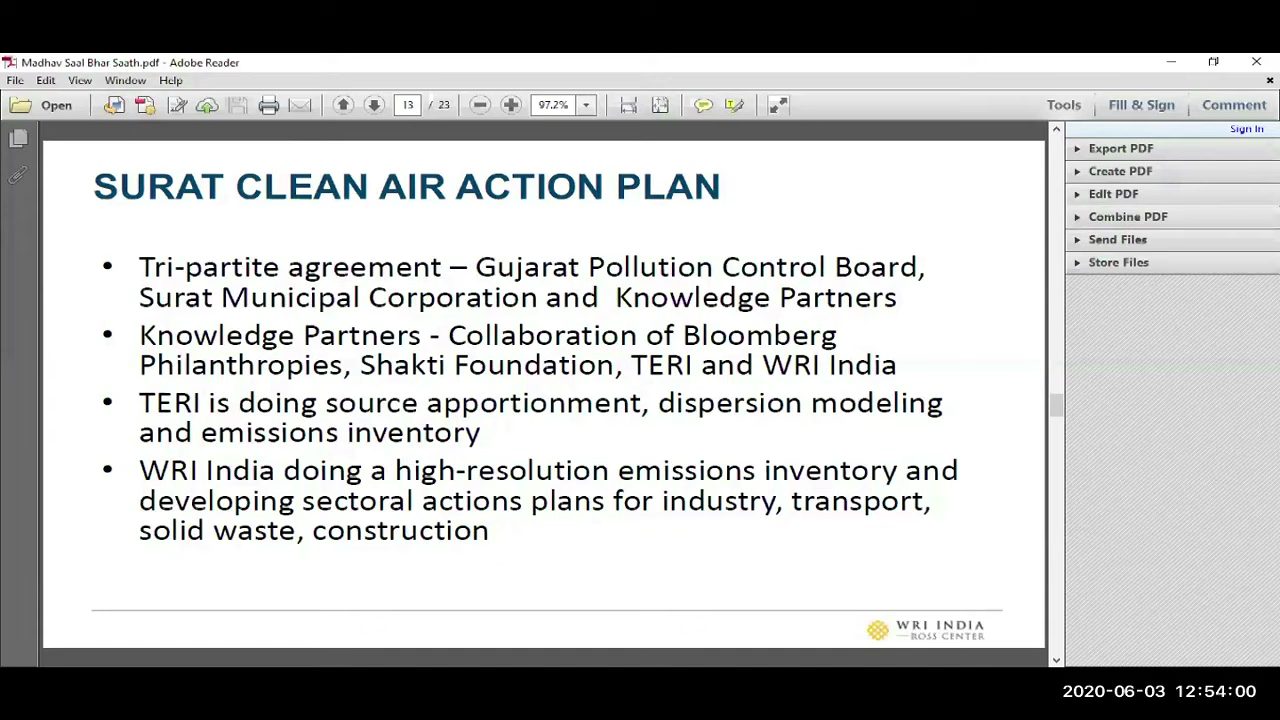 Madhav Saal Bhar Saath.pdf - Adobe Reader
File Edit View Window Help
Open 13 / 23 97.2% Tools Fill & Sign Comment
Sign In
Export PDF
Create PDF
Edit PDF
Combine PDF
Send Files
Store Files
SURAT CLEAN AIR ACTION PLAN
• Tri-partite agreement – Gujarat Pollution Control Board,
Surat Municipal Corporation and Knowledge Partners
• Knowledge Partners - Collaboration of Bloomberg
Philanthropies, Shakti Foundation, TERI and WRI India
• TERI is doing source apportionment, dispersion modeling
and emissions inventory
• WRI India doing a high-resolution emissions inventory and
developing sectoral actions plans for industry, transport,
solid waste, construction
WRI INDIA
ROSS CENTER
2020-06-03 12:54:00